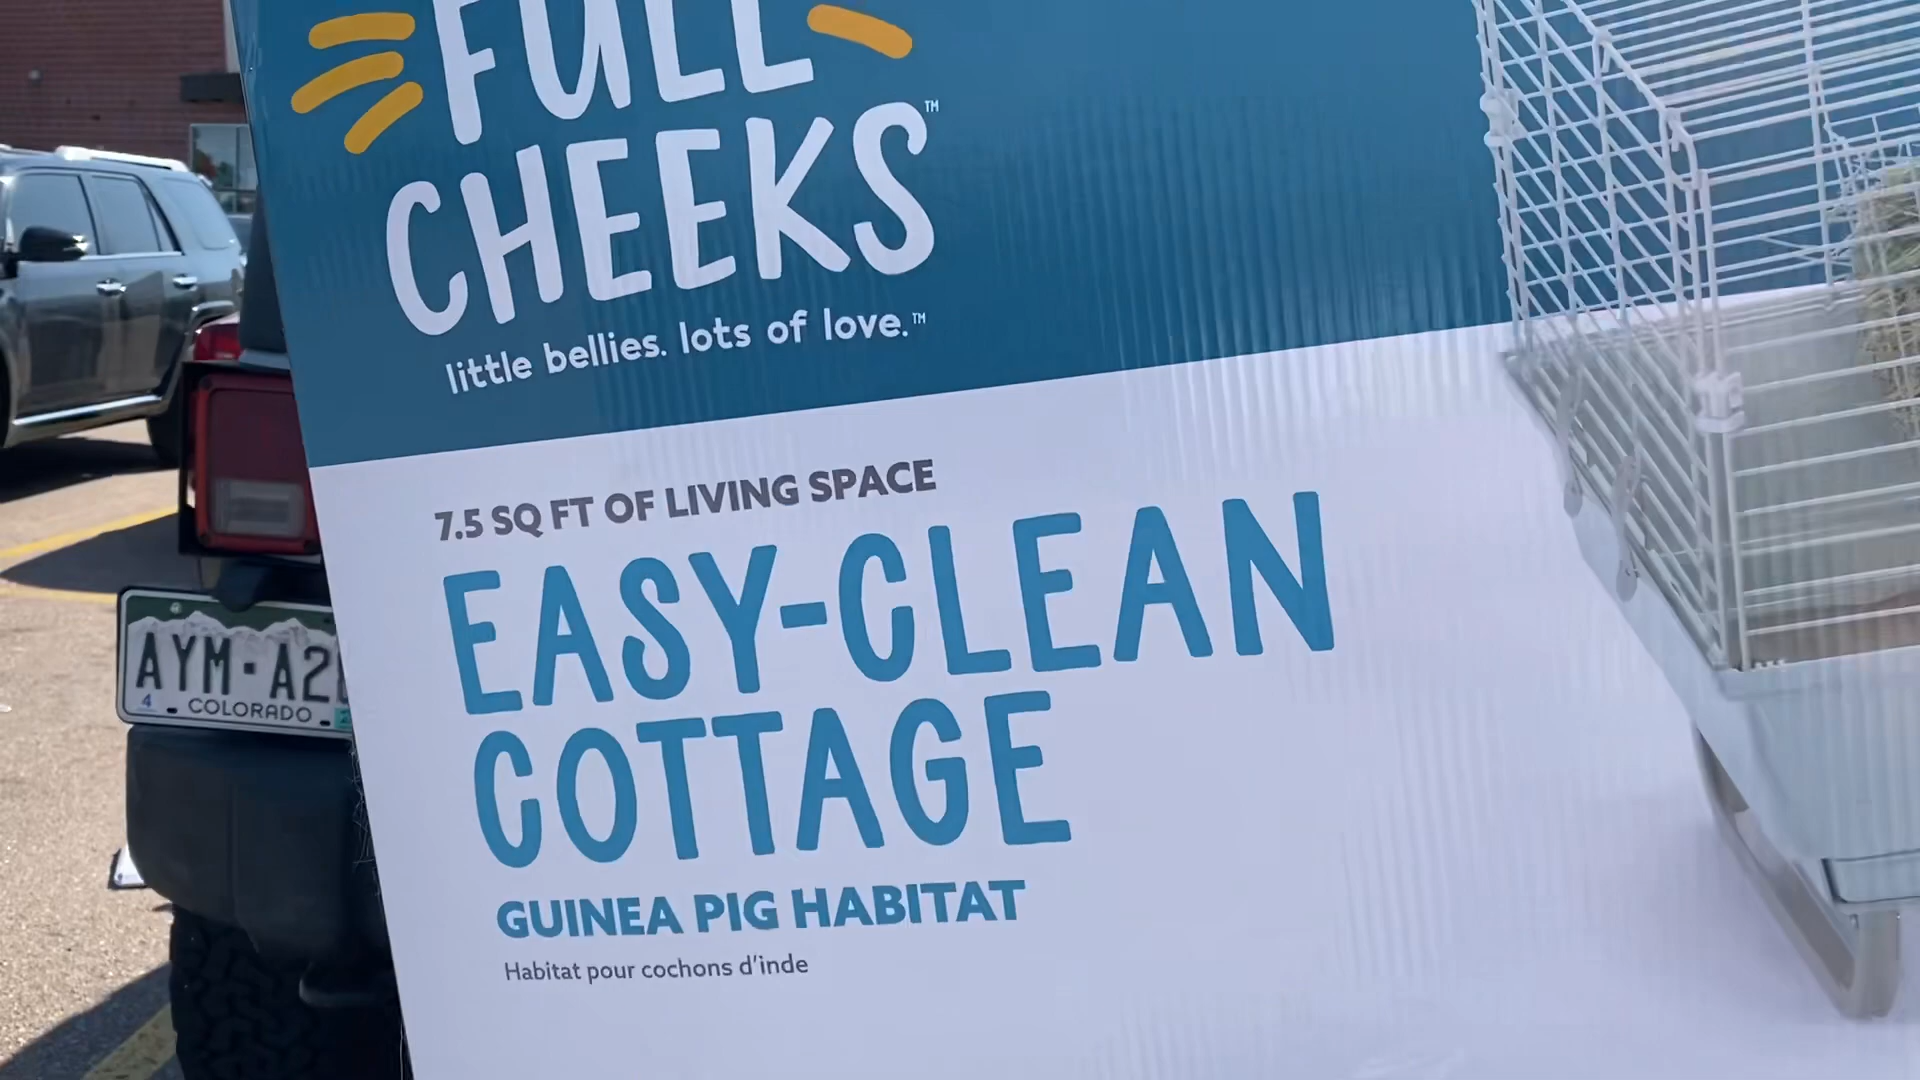 FULL
CHEEKS™
little bellies. lots of love.™
7.5 SQ FT OF LIVING SPACE
EASY-CLEAN
COTTAGE
GUINEA PIG HABITAT
Habitat pour cochons d'inde
AYM·A2
4
COLORADO